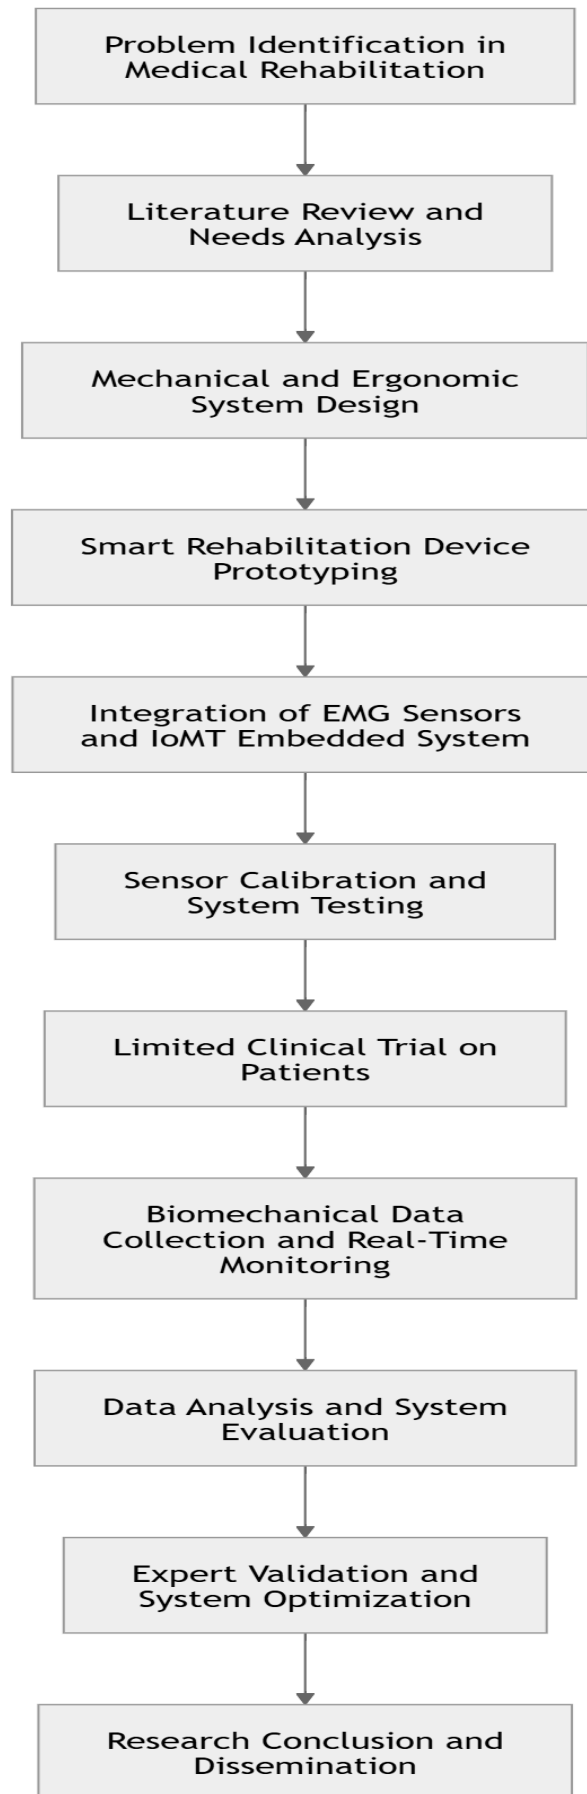 Problem Identification in
Medical Rehabilitation
Literature Review and
Needs Analysis
Mechanical and Ergonomic
System Design
Smart Rehabilitation Device
Prototyping
Integration of EMG Sensors
and IoMT Embedded System
Sensor Calibration and
System Testing
Limited Clinical Trial on
Patients
Biomechanical Data
Collection and Real-Time
Monitoring
Data Analysis and System
Evaluation
Expert Validation and
System Optimization
Research Conclusion and
Dissemination